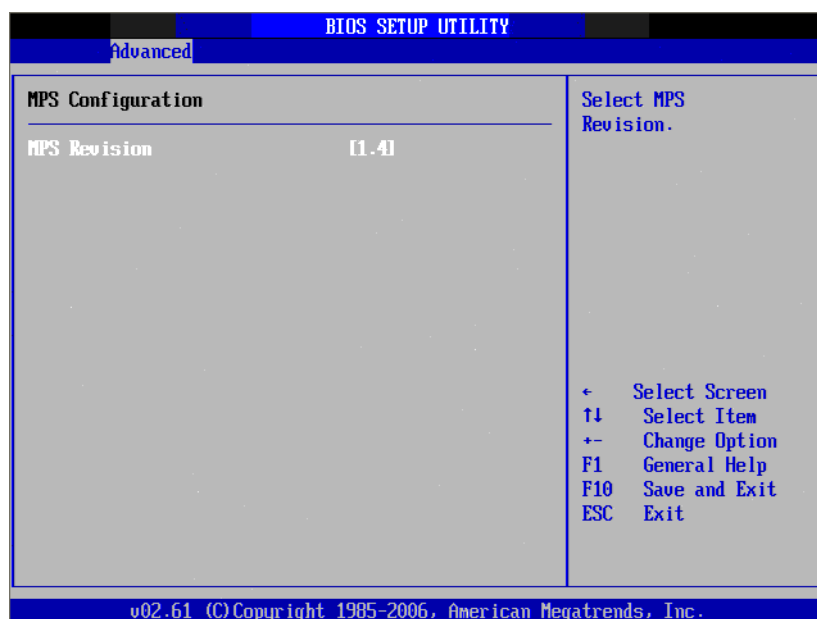 BIOS SETUP UTILITY
Advanced
MPS Configuration
MPS Revision [1.4]
Select MPS
Revision.
← Select Screen
↑↓ Select Item
+- Change Option
F1 General Help
F10 Save and Exit
ESC Exit
v02.61 (C)Copyright 1985-2006, American Megatrends, Inc.